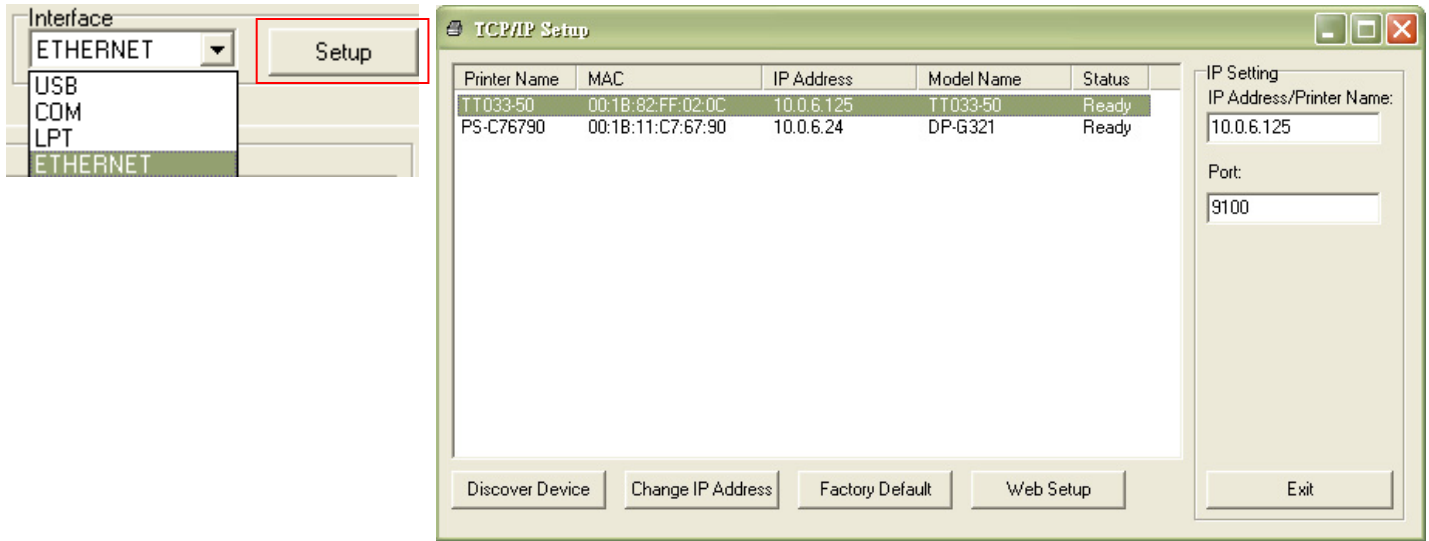 Interface
ETHERNET
Setup
USB
COM
LPT
ETHERNET
TCP/IP Setup
Printer Name MAC IP Address Model Name Status
TT033-50 00:1B:82:FF:02:0C 10.0.6.125 TT033-50 Ready
PS-C76790 00:1B:11:C7:67:90 10.0.6.24 DP-G321 Ready
IP Setting
IP Address/Printer Name:
10.0.6.125
Port:
9100
Discover Device Change IP Address Factory Default Web Setup Exit